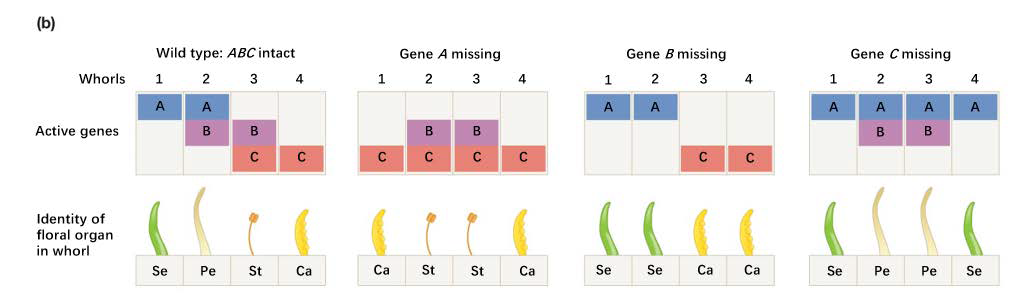 (b)
Wild type: ABC intact Gene A missing Gene B missing Gene C missing
Whorls 1 2 3 4 1 2 3 4 1 2 3 4 1 2 3 4
A A A A A A A A
Active genes B B B B B B
C C C C C C C C
Identity of
floral organ
in whorl
Se Pe St Ca Ca St St Ca Se Se Ca Ca Se Pe Pe Se